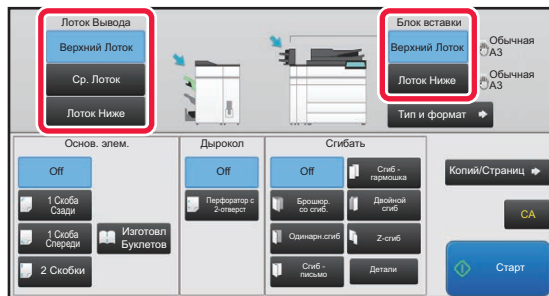 Лоток Вывода
Верхний Лоток
Ср. Лоток
Лоток Ниже
Блок вставки
Верхний Лоток
Обычная
A3
Лоток Ниже
Обычная
A3
Тип и формат
Основ. элем.
Off
1 Скоба
Сзади
1 Скоба
Спереди
Изготовл
Буклетов
2 Скобки
Дырокол
Off
Перфоратор с
2-отверст
Сгибать
Off
Сгиб -
гармошка
Брошюр.
со сгиб.
Двойной
сгиб
Одинарн.сгиб
Z-сгиб
Сгиб -
письмо
Детали
Копий/Страниц
CA
Старт